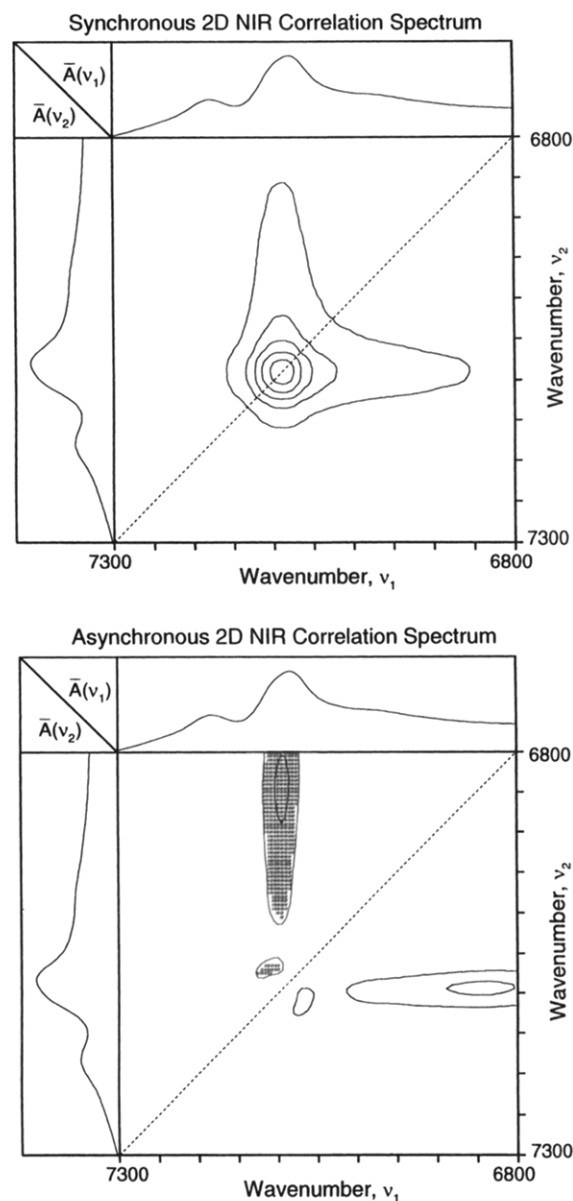 Synchronous 2D NIR Correlation Spectrum
Ā(ν₁)
Ā(ν₂)
6800
Wavenumber, ν₂
7300
7300
6800
Wavenumber, ν₁
Asynchronous 2D NIR Correlation Spectrum
Ā(ν₁)
Ā(ν₂)
6800
Wavenumber, ν₂
7300
7300
6800
Wavenumber, ν₁